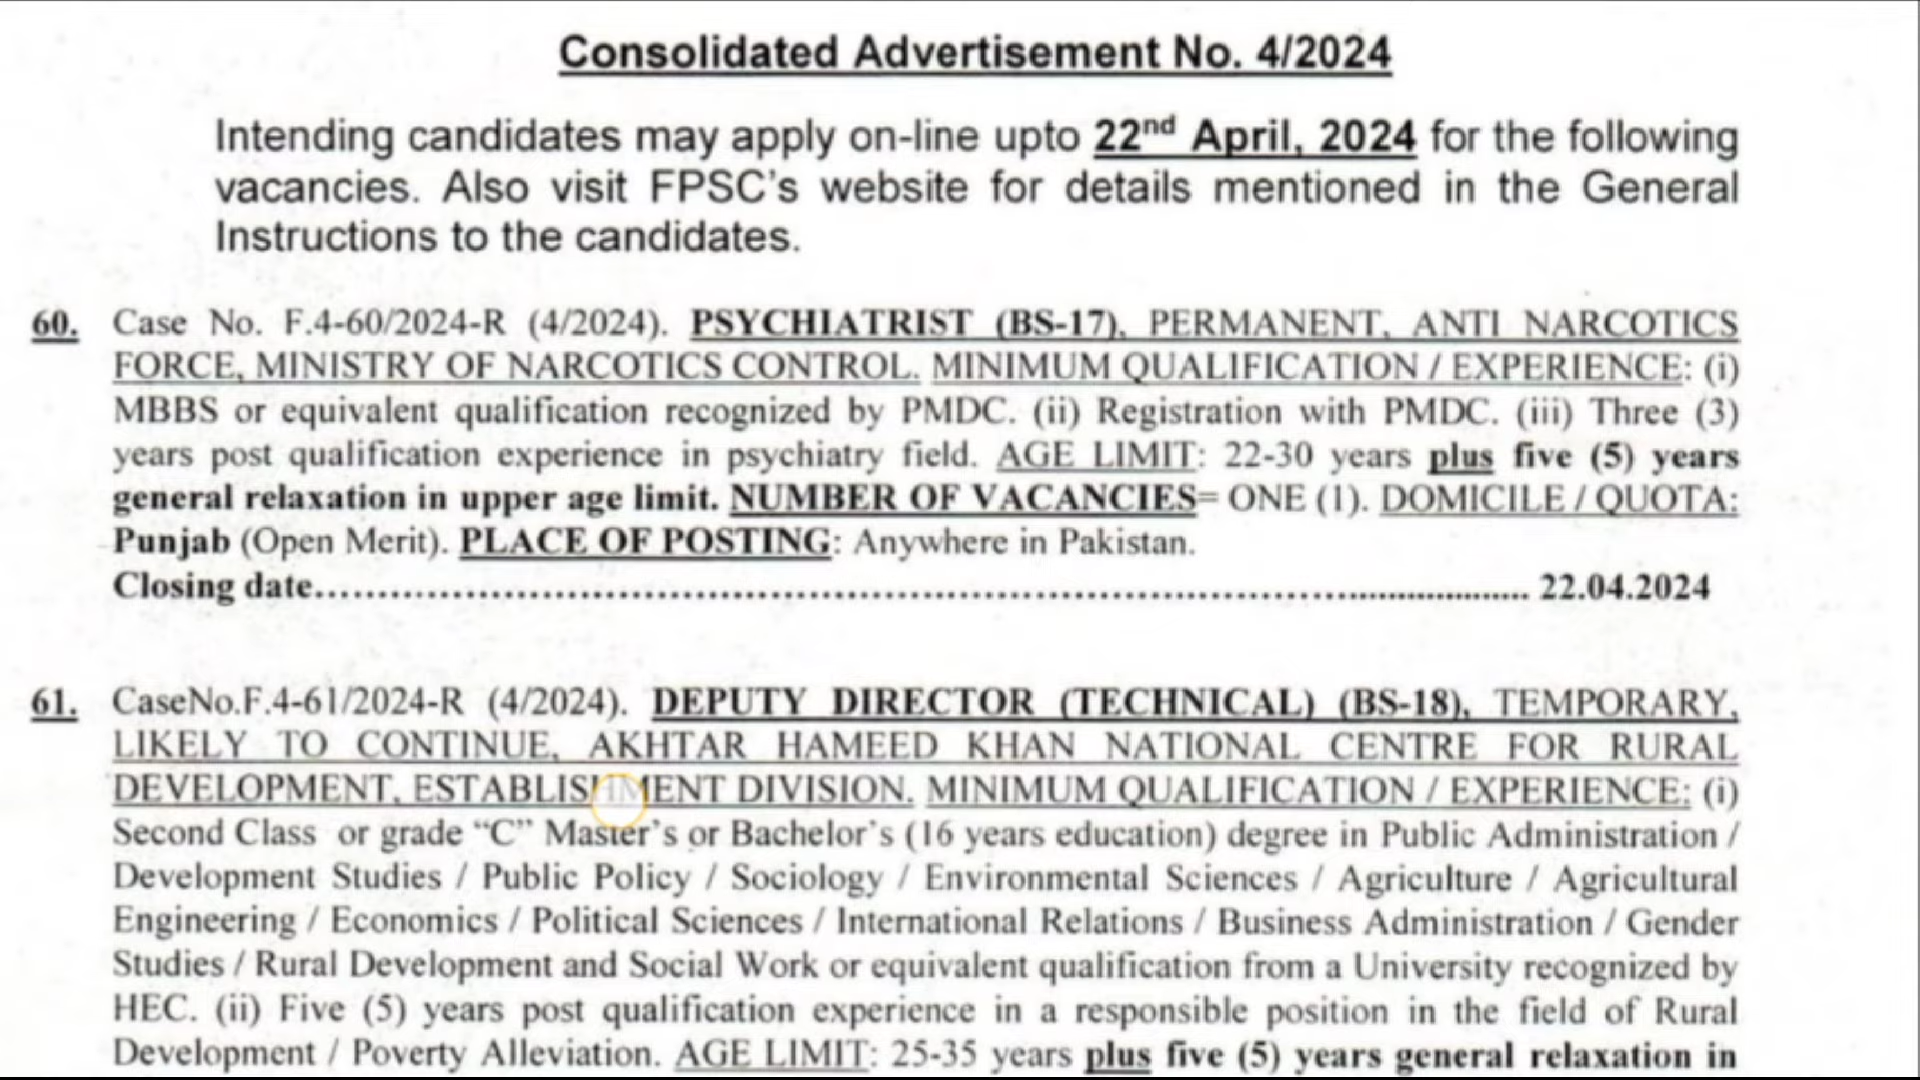 Consolidated Advertisement No. 4/2024
Intending candidates may apply on-line upto 22nd April, 2024 for the following
vacancies. Also visit FPSC's website for details mentioned in the General
Instructions to the candidates.
60. Case No. F.4-60/2024-R (4/2024). PSYCHIATRIST (BS-17), PERMANENT, ANTI NARCOTICS
FORCE, MINISTRY OF NARCOTICS CONTROL. MINIMUM QUALIFICATION / EXPERIENCE: (i)
MBBS or equivalent qualification recognized by PMDC. (ii) Registration with PMDC. (iii) Three (3)
years post qualification experience in psychiatry field. AGE LIMIT: 22-30 years plus five (5) years
general relaxation in upper age limit. NUMBER OF VACANCIES= ONE (1). DOMICILE / QUOTA:
Punjab (Open Merit). PLACE OF POSTING: Anywhere in Pakistan.
Closing date.................................................................................................. 22.04.2024
61. CaseNo.F.4-61/2024-R (4/2024). DEPUTY DIRECTOR (TECHNICAL) (BS-18), TEMPORARY,
LIKELY TO CONTINUE, AKHTAR HAMEED KHAN NATIONAL CENTRE FOR RURAL
DEVELOPMENT, ESTABLISHMENT DIVISION. MINIMUM QUALIFICATION / EXPERIENCE: (i)
Second Class or grade “C” Master's or Bachelor's (16 years education) degree in Public Administration /
Development Studies / Public Policy / Sociology / Environmental Sciences / Agriculture / Agricultural
Engineering / Economics / Political Sciences / International Relations / Business Administration / Gender
Studies / Rural Development and Social Work or equivalent qualification from a University recognized by
HEC. (ii) Five (5) years post qualification experience in a responsible position in the field of Rural
Development / Poverty Alleviation. AGE LIMIT: 25-35 years plus five (5) years general relaxation in